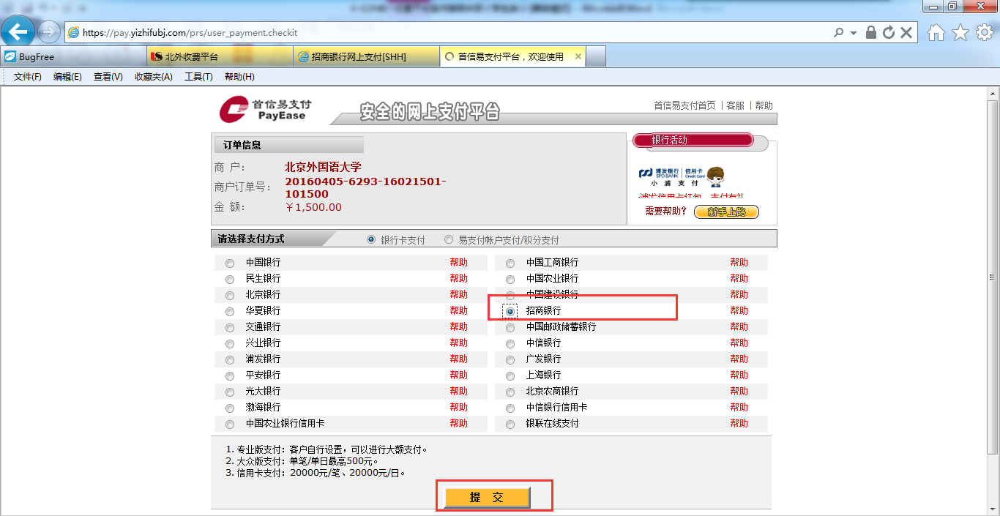 https://pay.yizhifubj.com/prs/user_payment.checkit
BugFree
北外收费平台
招商银行网上支付[SHH]
首信易支付平台，欢迎使用
文件(F) 编辑(E) 查看(V) 收藏夹(A) 工具(T) 帮助(H)
首信易支付
PayEase
安全的网上支付平台
首信易支付首页 | 客服 | 帮助
订单信息
商 户：
北京外国语大学
商户订单号：
20160405-6293-16021501-
101500
金 额：
￥1,500.00
银行活动
浦发银行 信用卡
SPD BANK Credit Card
小 浦 支 付
·浦发信用卡红包，支付有礼
需要帮助？ 新手上路
请选择支付方式 银行卡支付 易支付帐户支付/积分支付
中国银行 帮助 中国工商银行 帮助
民生银行 帮助 中国农业银行 帮助
北京银行 帮助 中国建设银行 帮助
华夏银行 帮助 招商银行 帮助
交通银行 帮助 中国邮政储蓄银行 帮助
兴业银行 帮助 中信银行 帮助
浦发银行 帮助 广发银行 帮助
平安银行 帮助 上海银行 帮助
光大银行 帮助 北京农商银行 帮助
渤海银行 帮助 中信银行信用卡 帮助
中国农业银行信用卡 帮助 银联在线支付 帮助
1. 专业版支付：客户自行设置，可以进行大额支付。
2. 大众版支付：单笔/单日最高500元。
3. 信用卡支付：20000元/笔、20000元/日。
提 交